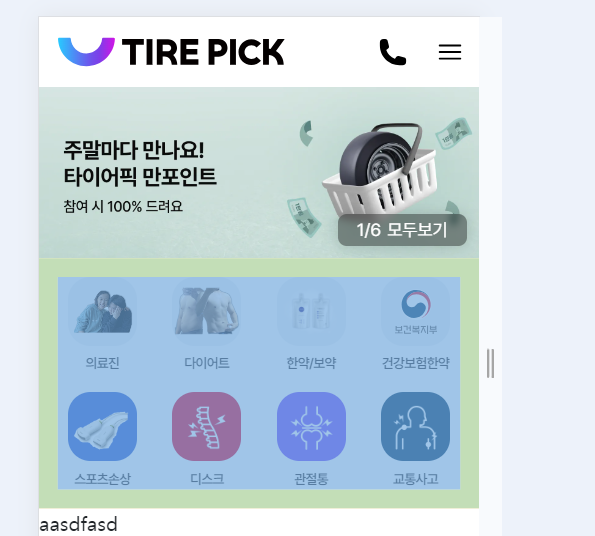 TIRE PICK
주말마다 만나요!
타이어픽 만포인트
참여 시 100% 드려요
1/6 모두보기
보건복지부
의료진 다이어트 한약/보약 건강보험한약
스포츠손상 디스크 관절통 교통사고
aasdfasd